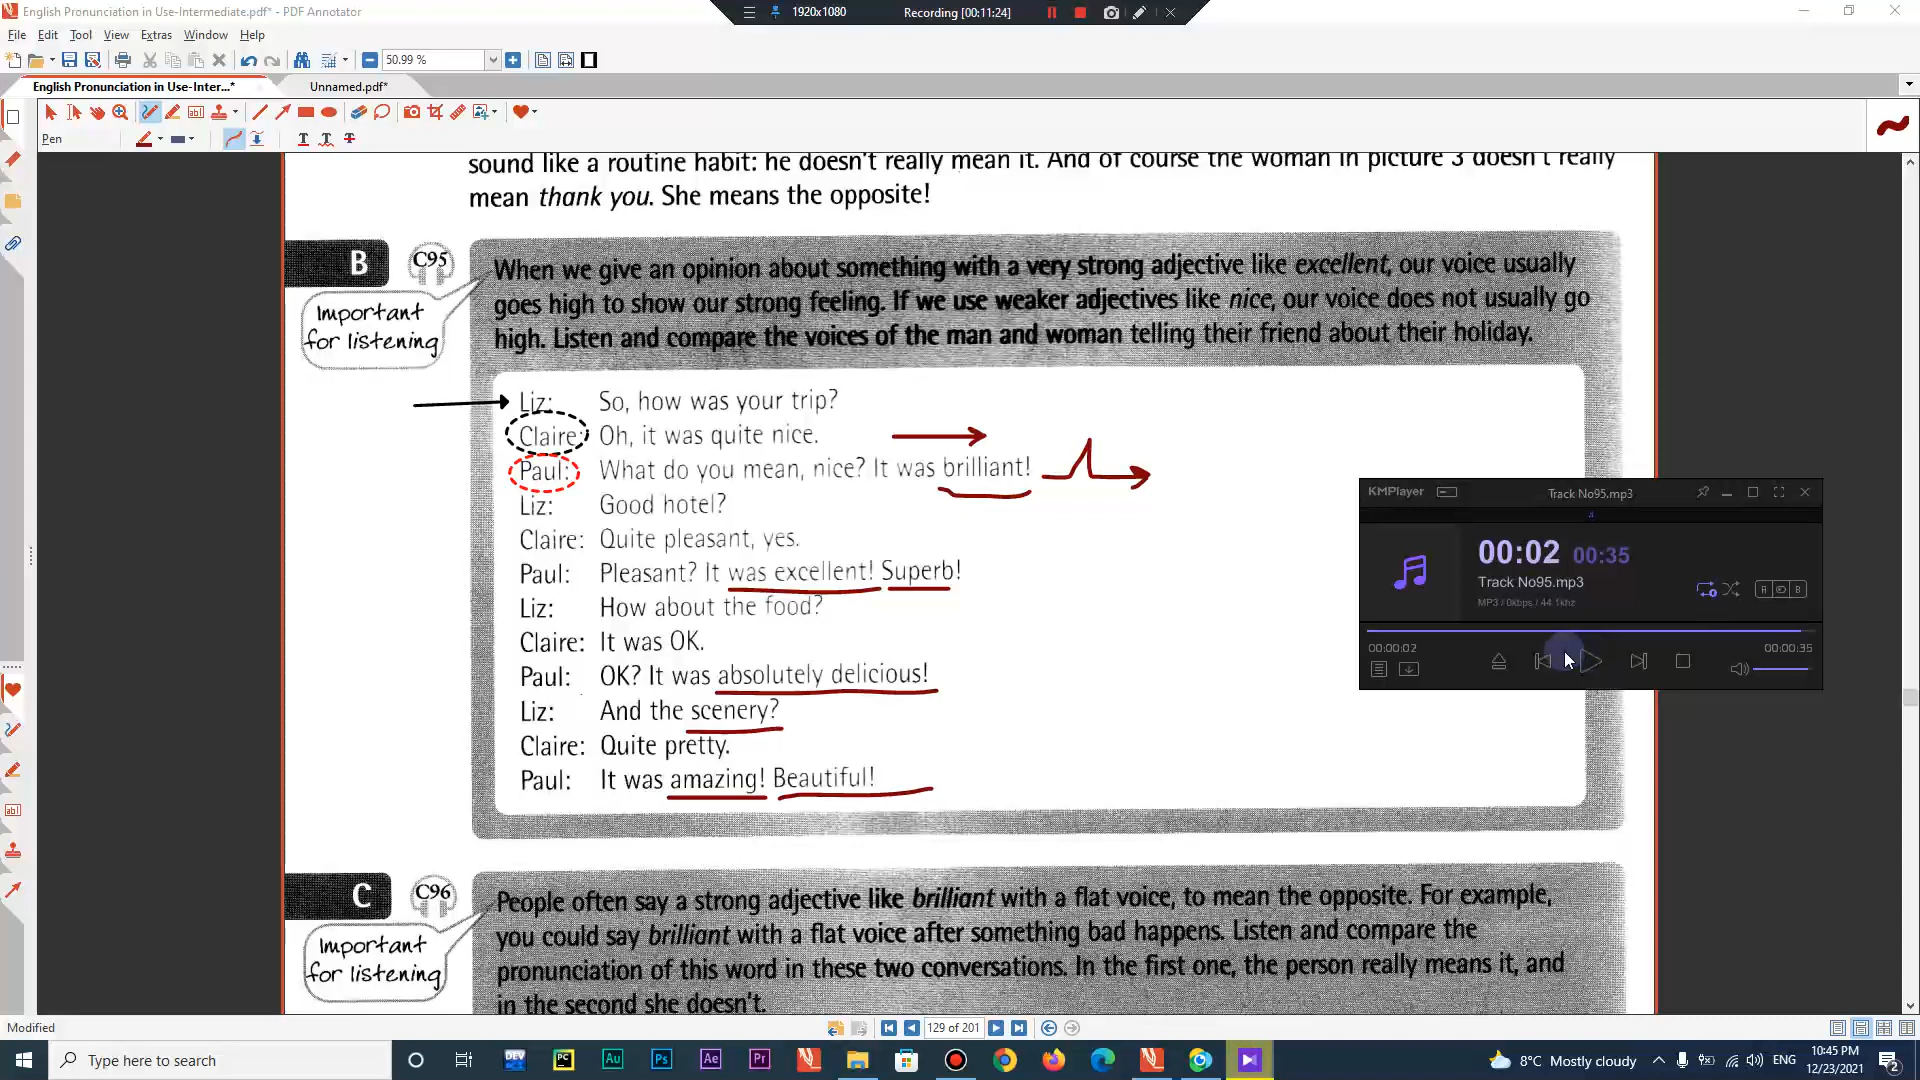 English Pronunciation in Use-Intermediate.pdf* - PDF Annotator
1920x1080
Recording [00:11:24]
File Edit Tool View Extras Window Help
50.99 %
English Pronunciation in Use-Inter...* Unnamed.pdf*
Pen
sound like a routine habit: he doesn't really mean it. And of course the woman in picture 3 doesn't really
mean thank you. She means the opposite!
B C95
Important
for listening
When we give an opinion about something with a very strong adjective like excellent, our voice usually
goes high to show our strong feeling. If we use weaker adjectives like nice, our voice does not usually go
high. Listen and compare the voices of the man and woman telling their friend about their holiday.
Liz: So, how was your trip?
Claire: Oh, it was quite nice.
Paul: What do you mean, nice? It was brilliant!
Liz: Good hotel?
Claire: Quite pleasant, yes.
Paul: Pleasant? It was excellent! Superb!
Liz: How about the food?
Claire: It was OK.
Paul: OK? It was absolutely delicious!
Liz: And the scenery?
Claire: Quite pretty.
Paul: It was amazing! Beautiful!
KMPlayer Track No95.mp3
00:02 00:35
Track No95.mp3
MP3 / 0kbps / 44.1khz
A B
00:00:02 00:00:35
C C96
Important
for listening
People often say a strong adjective like brilliant with a flat voice, to mean the opposite. For example,
you could say brilliant with a flat voice after something bad happens. Listen and compare the
pronunciation of this word in these two conversations. In the first one, the person really means it, and
in the second she doesn't.
Modified
129 of 201
Type here to search
DEV
PC
Au
Ps
Ae
Pr
8°C Mostly cloudy
ENG
10:45 PM
12/23/2021
2